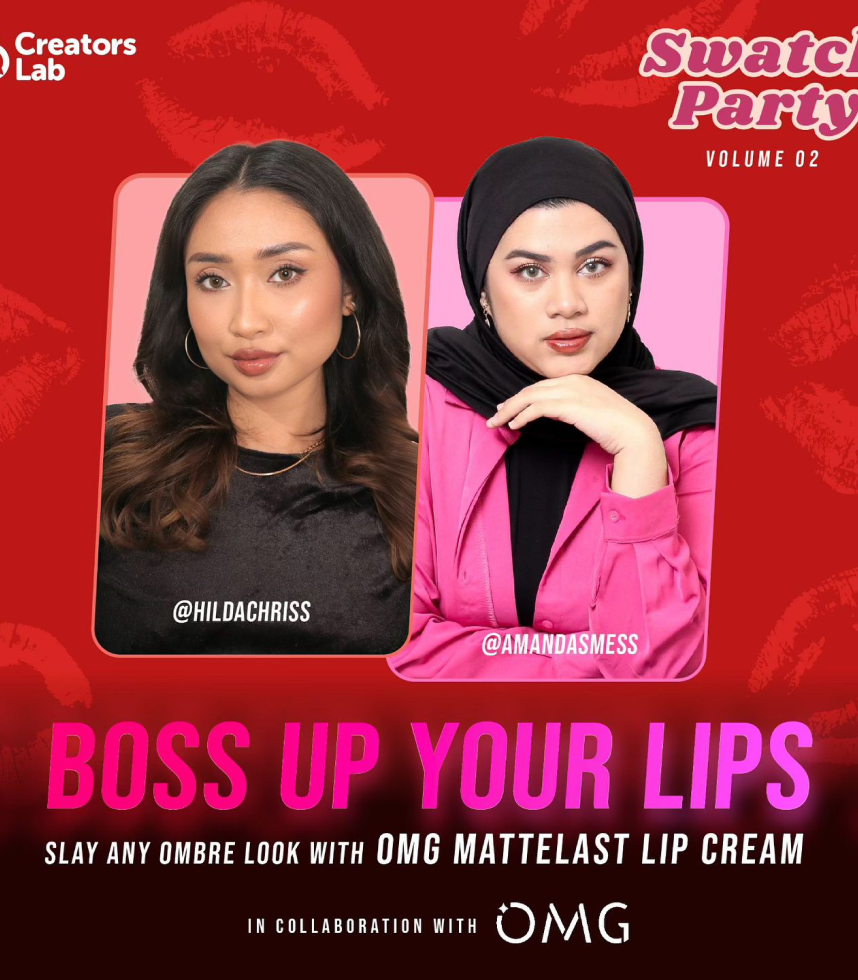 Creators
Lab
Swatch
Party
VOLUME 02
@HILDACHRISS
@AMANDASMESS
BOSS UP YOUR LIPS
SLAY ANY OMBRE LOOK WITH OMG MATTELAST LIP CREAM
IN COLLABORATION WITH OMG